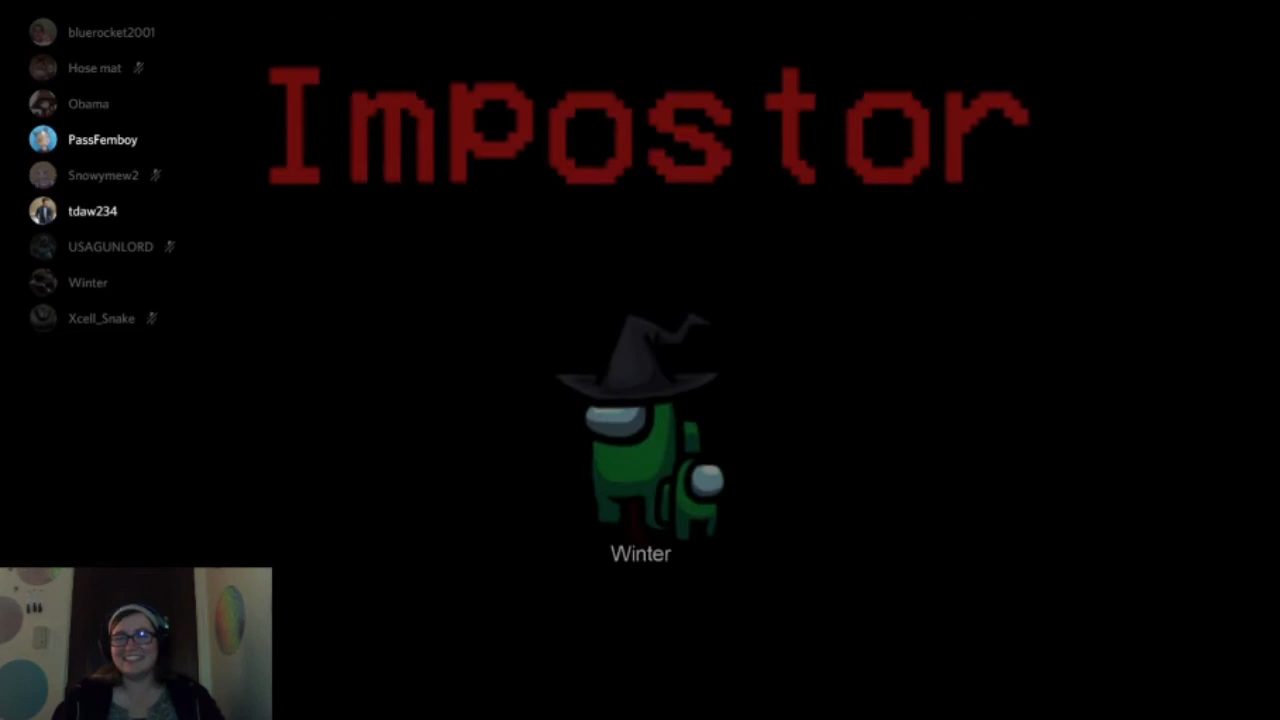 bluerocket2001
Impostor
Hose mat
Obama
PassFemboy
Snowymew2
tdaw234
USAGUNLORD
Winter
Xcell_Snake
Winter